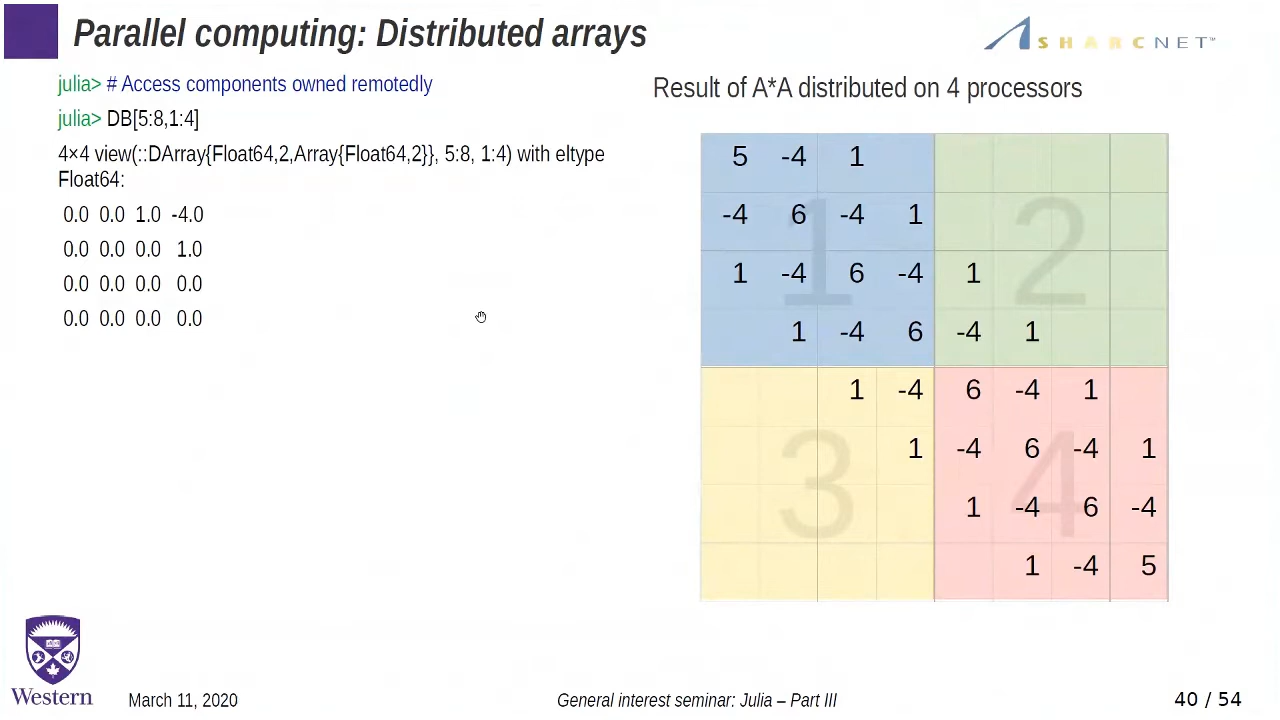 Parallel computing: Distributed arrays
SHARCNET™
julia> # Access components owned remotedly
julia> DB[5:8,1:4]
4×4 view(::DArray{Float64,2,Array{Float64,2}}, 5:8, 1:4) with eltype
Float64:
0.0 0.0 1.0 -4.0
0.0 0.0 0.0 1.0
0.0 0.0 0.0 0.0
0.0 0.0 0.0 0.0
Result of A*A distributed on 4 processors
5 -4 1
-4 6 -4 1
1 -4 6 -4 1
1 -4 6 -4 1
1 -4 6 -4 1
1 -4 6 -4 1
1 -4 6 -4
1 -4 5
1
2
3
4
Western
March 11, 2020
General interest seminar: Julia – Part III
40 / 54